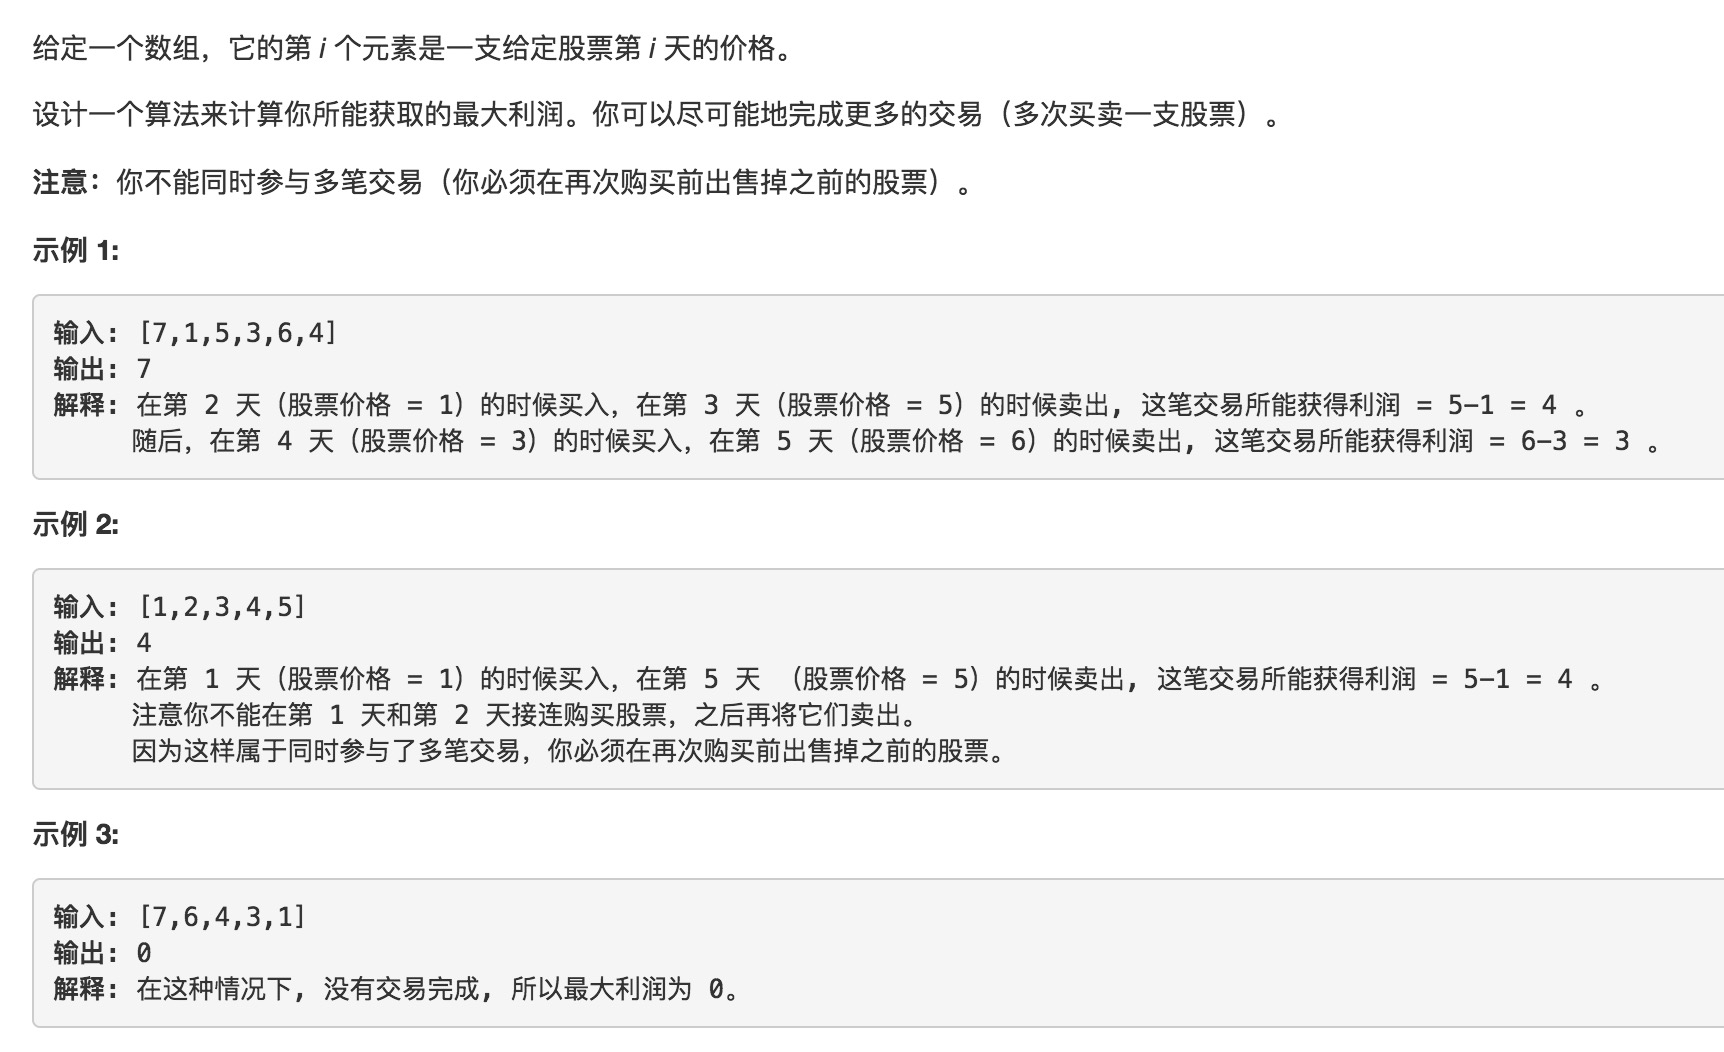 给定一个数组，它的第 i 个元素是一支给定股票第 i 天的价格。
设计一个算法来计算你所能获取的最大利润。你可以尽可能地完成更多的交易（多次买卖一支股票）。
注意：你不能同时参与多笔交易（你必须在再次购买前出售掉之前的股票）。
示例 1:
输入: [7,1,5,3,6,4]
输出: 7
解释: 在第 2 天（股票价格 = 1）的时候买入，在第 3 天（股票价格 = 5）的时候卖出, 这笔交易所能获得利润 = 5-1 = 4 。
随后，在第 4 天（股票价格 = 3）的时候买入，在第 5 天（股票价格 = 6）的时候卖出, 这笔交易所能获得利润 = 6-3 = 3 。
示例 2:
输入: [1,2,3,4,5]
输出: 4
解释: 在第 1 天（股票价格 = 1）的时候买入，在第 5 天 （股票价格 = 5）的时候卖出, 这笔交易所能获得利润 = 5-1 = 4 。
注意你不能在第 1 天和第 2 天接连购买股票，之后再将它们卖出。
因为这样属于同时参与了多笔交易，你必须在再次购买前出售掉之前的股票。
示例 3:
输入: [7,6,4,3,1]
输出: 0
解释: 在这种情况下, 没有交易完成, 所以最大利润为 0。